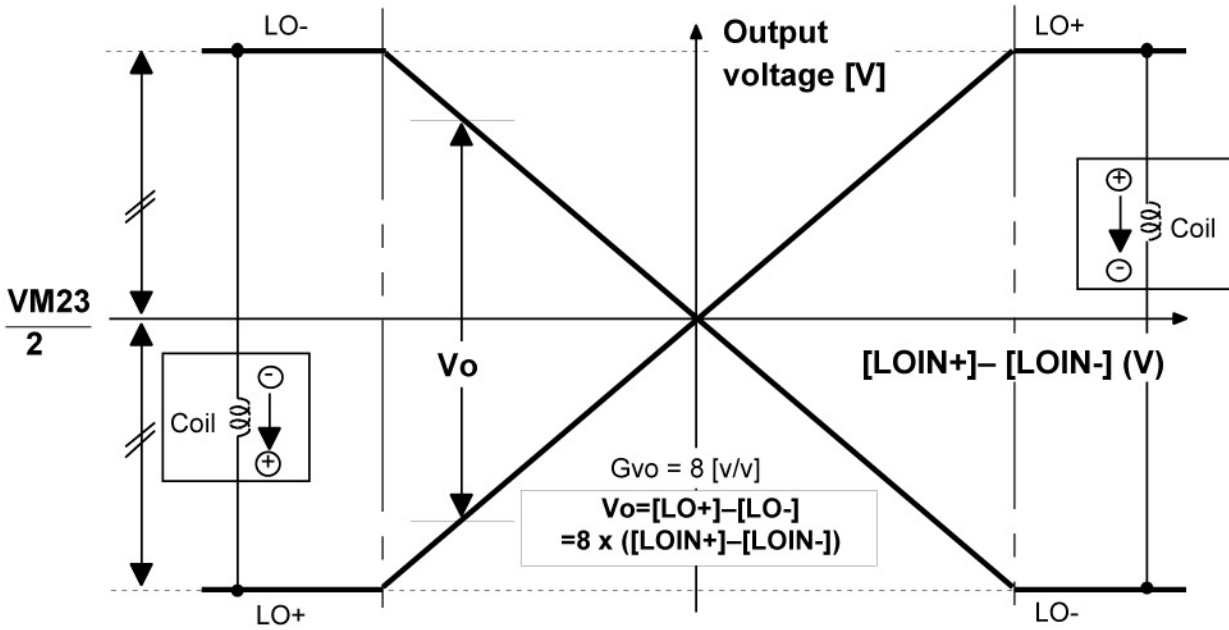 LO-
Output
voltage [V]
LO+
+
-
Coil
VM23
2
Vo
[LOIN+]– [LOIN-] (V)
-
Coil
+
Gvo = 8 [v/v]
Vo=[LO+]–[LO-]
=8 x ([LOIN+]–[LOIN-])
LO+
LO-